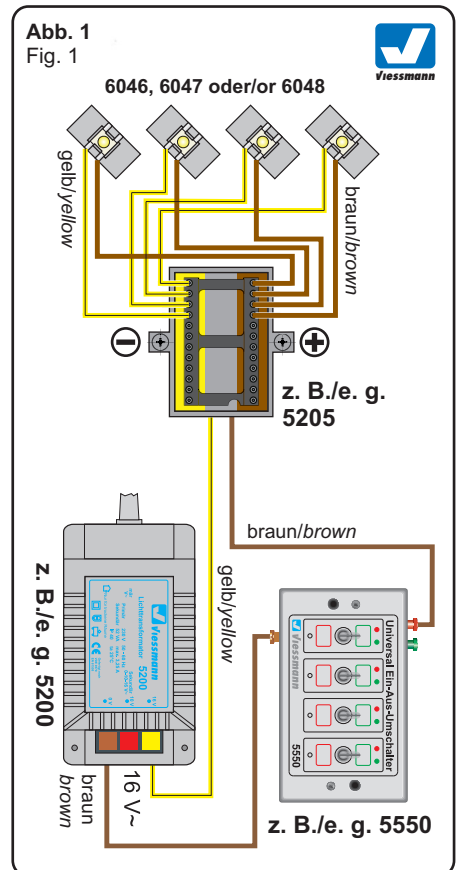 Abb. 1
Fig. 1
viessmann
6046, 6047 oder/or 6048
gelb/yellow
braun/brown
z. B./e. g.
5205
braun/brown
gelb/yellow
z. B./e. g. 5200
viessmann
Lichttransformator 5200
braun
brown
16 V~
viessmann
Universal Ein-Aus-Umschalter
5550
z. B./e. g. 5550